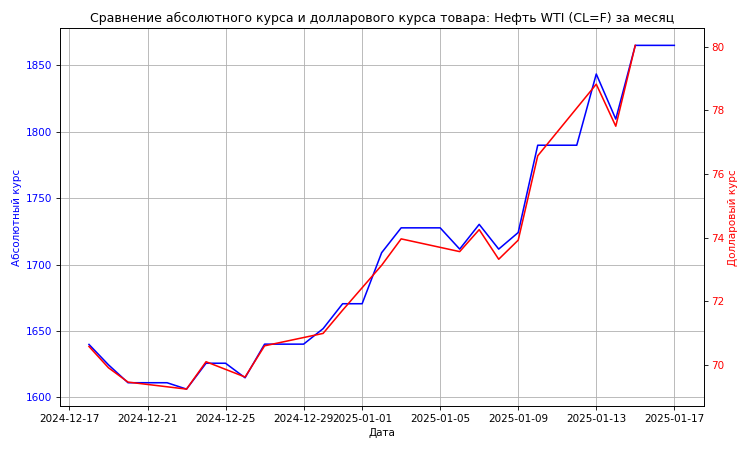 Сравнение абсолютного курса и долларового курса товара: Нефть WTI (CL=F) за месяц
Абсолютный курс
1850
1800
1750
1700
1650
1600
80
78
76
74
72
70
Долларовый курс
2024-12-17 2024-12-21 2024-12-25 2024-12-29 2025-01-01 2025-01-05 2025-01-09 2025-01-13 2025-01-17
Дата